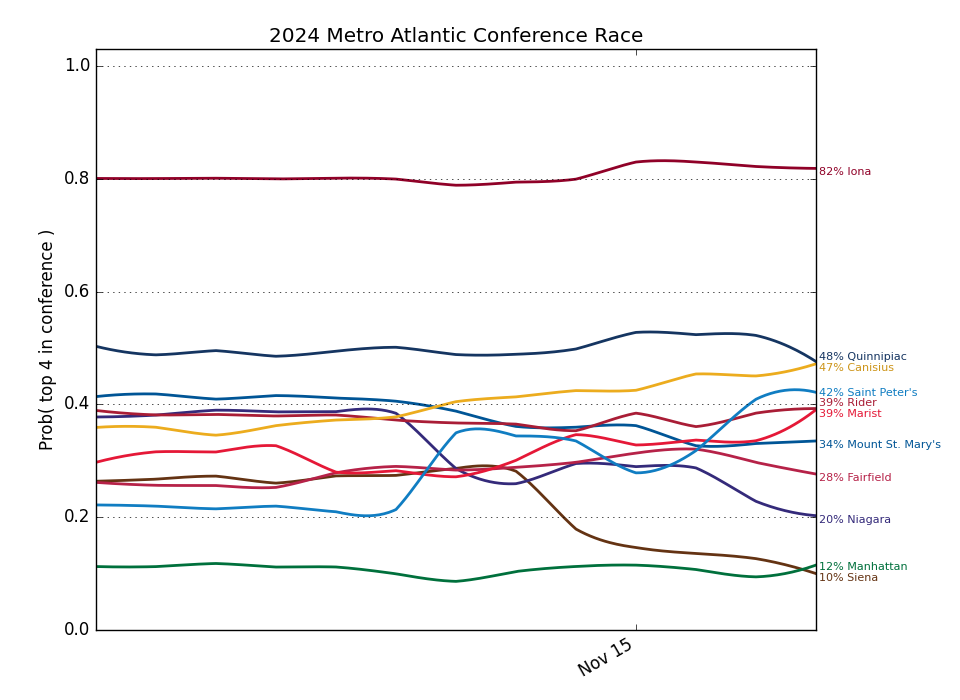 2024 Metro Atlantic Conference Race
Prob( top 4 in conference )
1.0
0.8
0.6
0.4
0.2
0.0
82% Iona
48% Quinnipiac
47% Canisius
42% Saint Peter's
39% Rider
39% Marist
34% Mount St. Mary's
28% Fairfield
20% Niagara
12% Manhattan
10% Siena
Nov 15